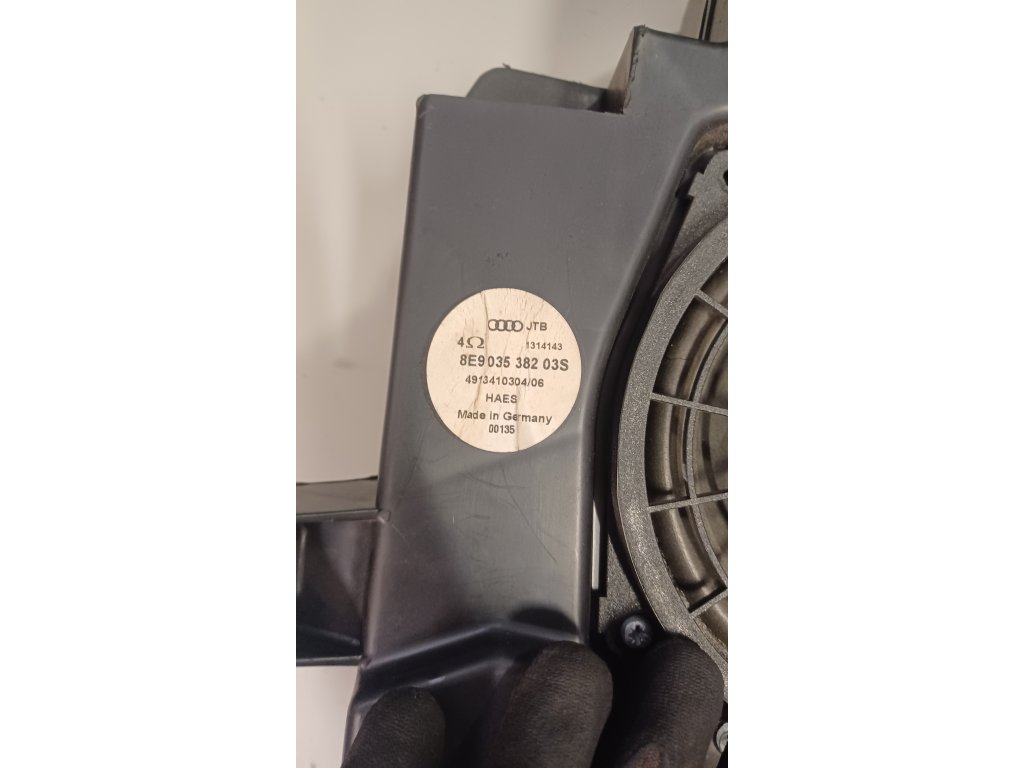 JTB
4Ω 1314143
8E9 035 382 03S
4913410304/06
HAES
Made in Germany
00135